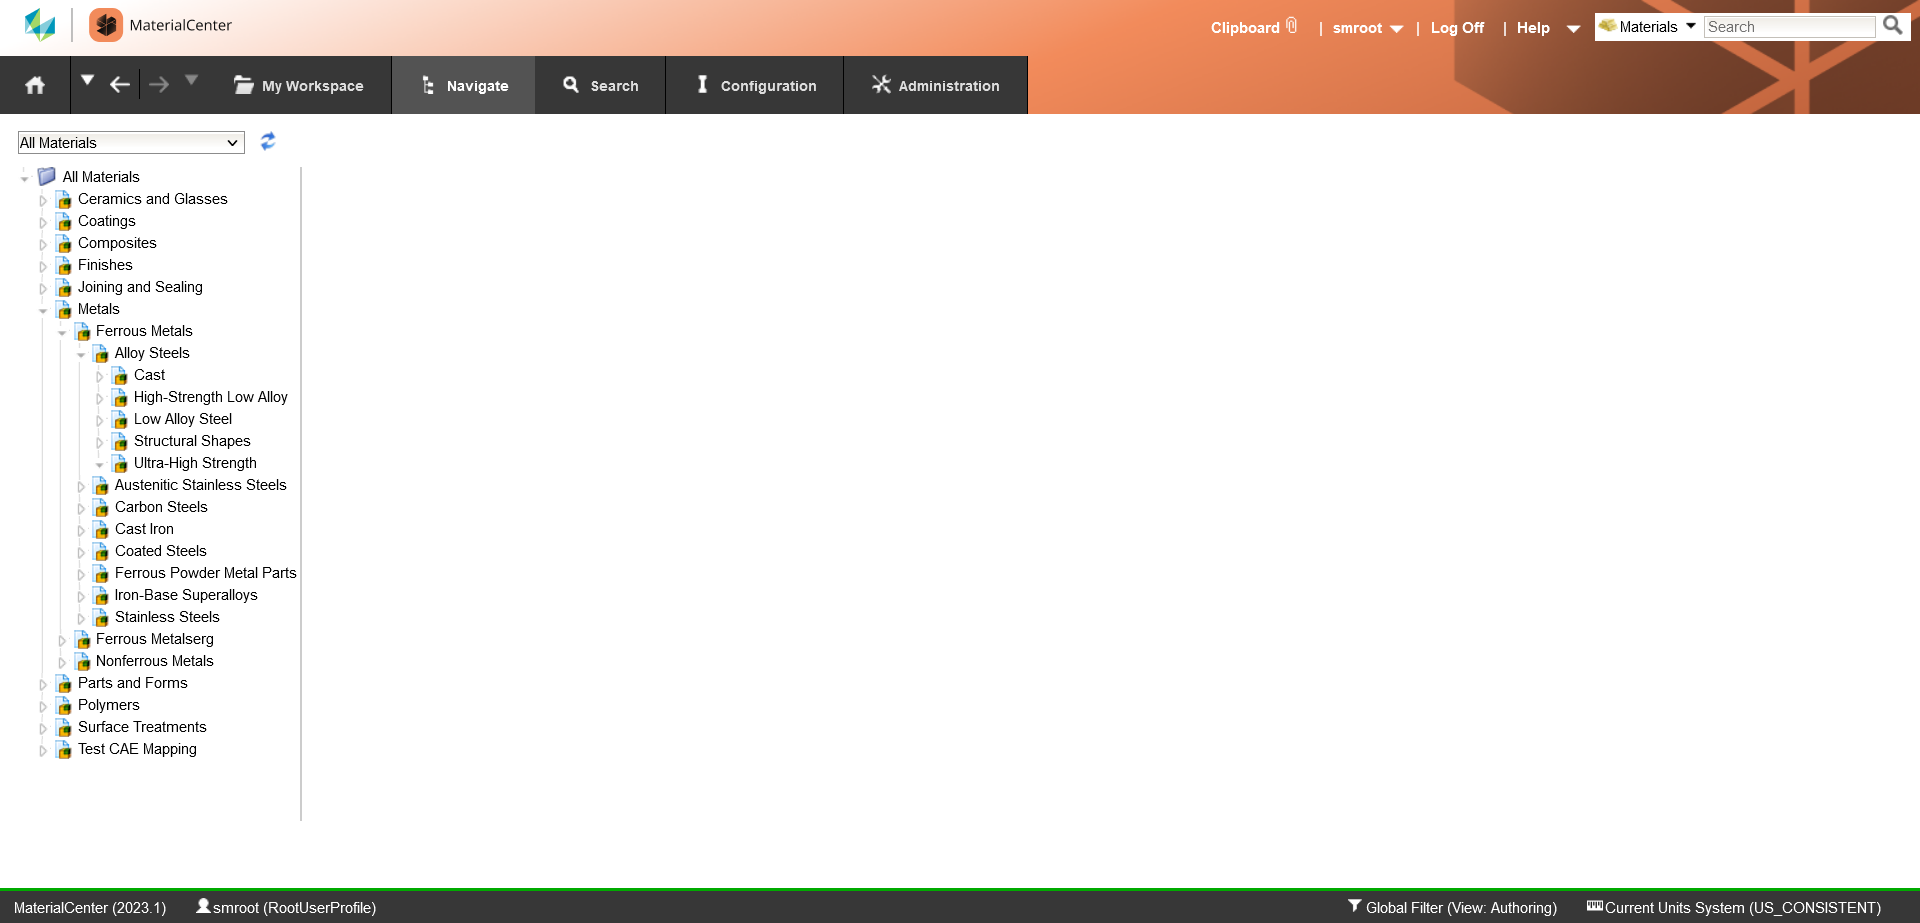 MaterialCenter
Clipboard | smroot | Log Off | Help Materials Search
My Workspace Navigate Search Configuration Administration
All Materials
All Materials
Ceramics and Glasses
Coatings
Composites
Finishes
Joining and Sealing
Metals
Ferrous Metals
Alloy Steels
Cast
High-Strength Low Alloy
Low Alloy Steel
Structural Shapes
Ultra-High Strength
Austenitic Stainless Steels
Carbon Steels
Cast Iron
Coated Steels
Ferrous Powder Metal Parts
Iron-Base Superalloys
Stainless Steels
Ferrous Metalserg
Nonferrous Metals
Parts and Forms
Polymers
Surface Treatments
Test CAE Mapping
MaterialCenter (2023.1) smroot (RootUserProfile) Global Filter (View: Authoring) Current Units System (US_CONSISTENT)